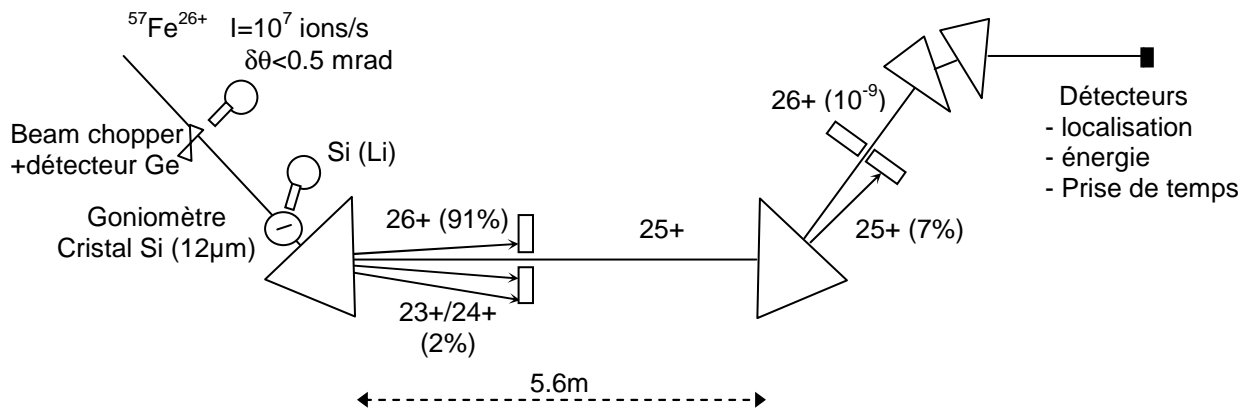 ⁵⁷Fe²⁶⁺ I=10⁷ ions/s
δθ<0.5 mrad
Beam chopper
+détecteur Ge
Si (Li)
Goniomètre
Cristal Si (12µm)
26+ (91%)
23+/24+
(2%)
25+
5.6m
26+ (10⁻⁹)
25+ (7%)
Détecteurs
- localisation
- énergie
- Prise de temps